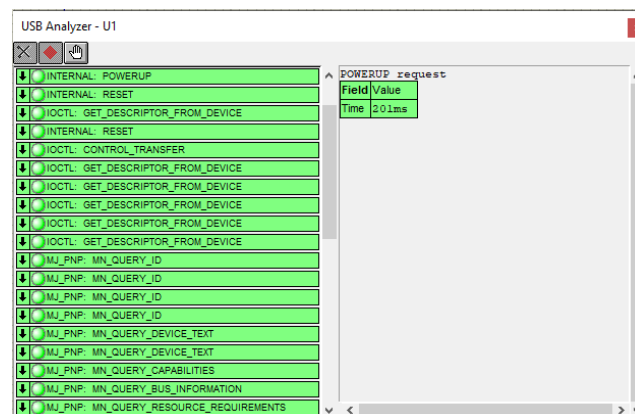 USB Analyzer - U1
INTERNAL: POWERUP
INTERNAL: RESET
IOCTL: GET_DESCRIPTOR_FROM_DEVICE
INTERNAL: RESET
IOCTL: CONTROL_TRANSFER
IOCTL: GET_DESCRIPTOR_FROM_DEVICE
IOCTL: GET_DESCRIPTOR_FROM_DEVICE
IOCTL: GET_DESCRIPTOR_FROM_DEVICE
IOCTL: GET_DESCRIPTOR_FROM_DEVICE
IOCTL: GET_DESCRIPTOR_FROM_DEVICE
MJ_PNP: MN_QUERY_ID
MJ_PNP: MN_QUERY_ID
MJ_PNP: MN_QUERY_ID
MJ_PNP: MN_QUERY_ID
MJ_PNP: MN_QUERY_DEVICE_TEXT
MJ_PNP: MN_QUERY_DEVICE_TEXT
MJ_PNP: MN_QUERY_CAPABILITIES
MJ_PNP: MN_QUERY_BUS_INFORMATION
MJ_PNP: MN_QUERY_RESOURCE_REQUIREMENTS
POWERUP request
Field Value
Time 201ms